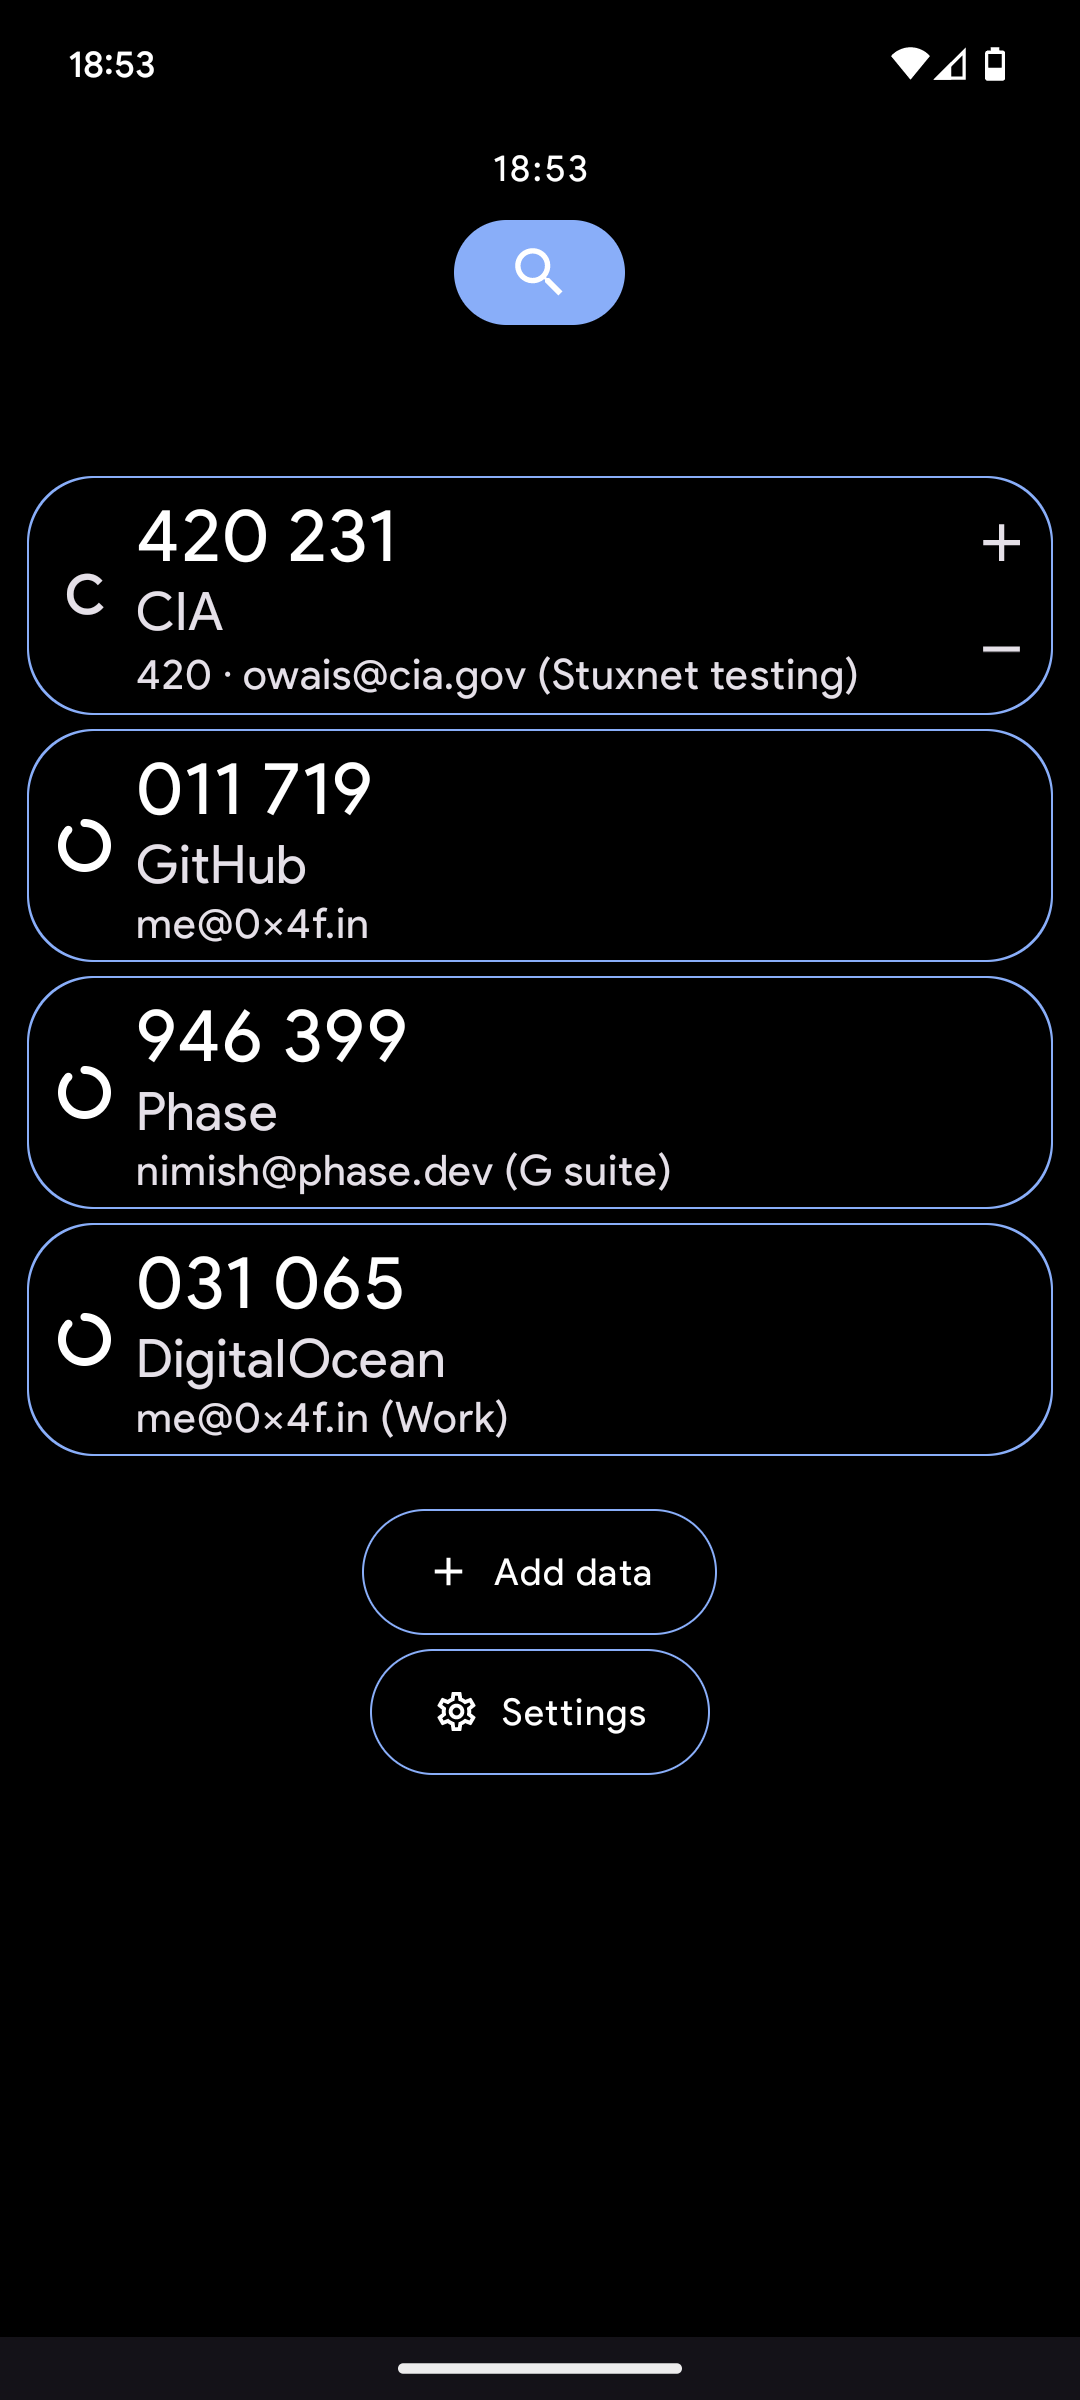 18:53
18:53
420 231
C
CIA
420 · owais@cia.gov (Stuxnet testing)
011 719
GitHub
me@0×4f.in
946 399
Phase
nimish@phase.dev (G suite)
031 065
DigitalOcean
me@0×4f.in (Work)
+ Add data
Settings